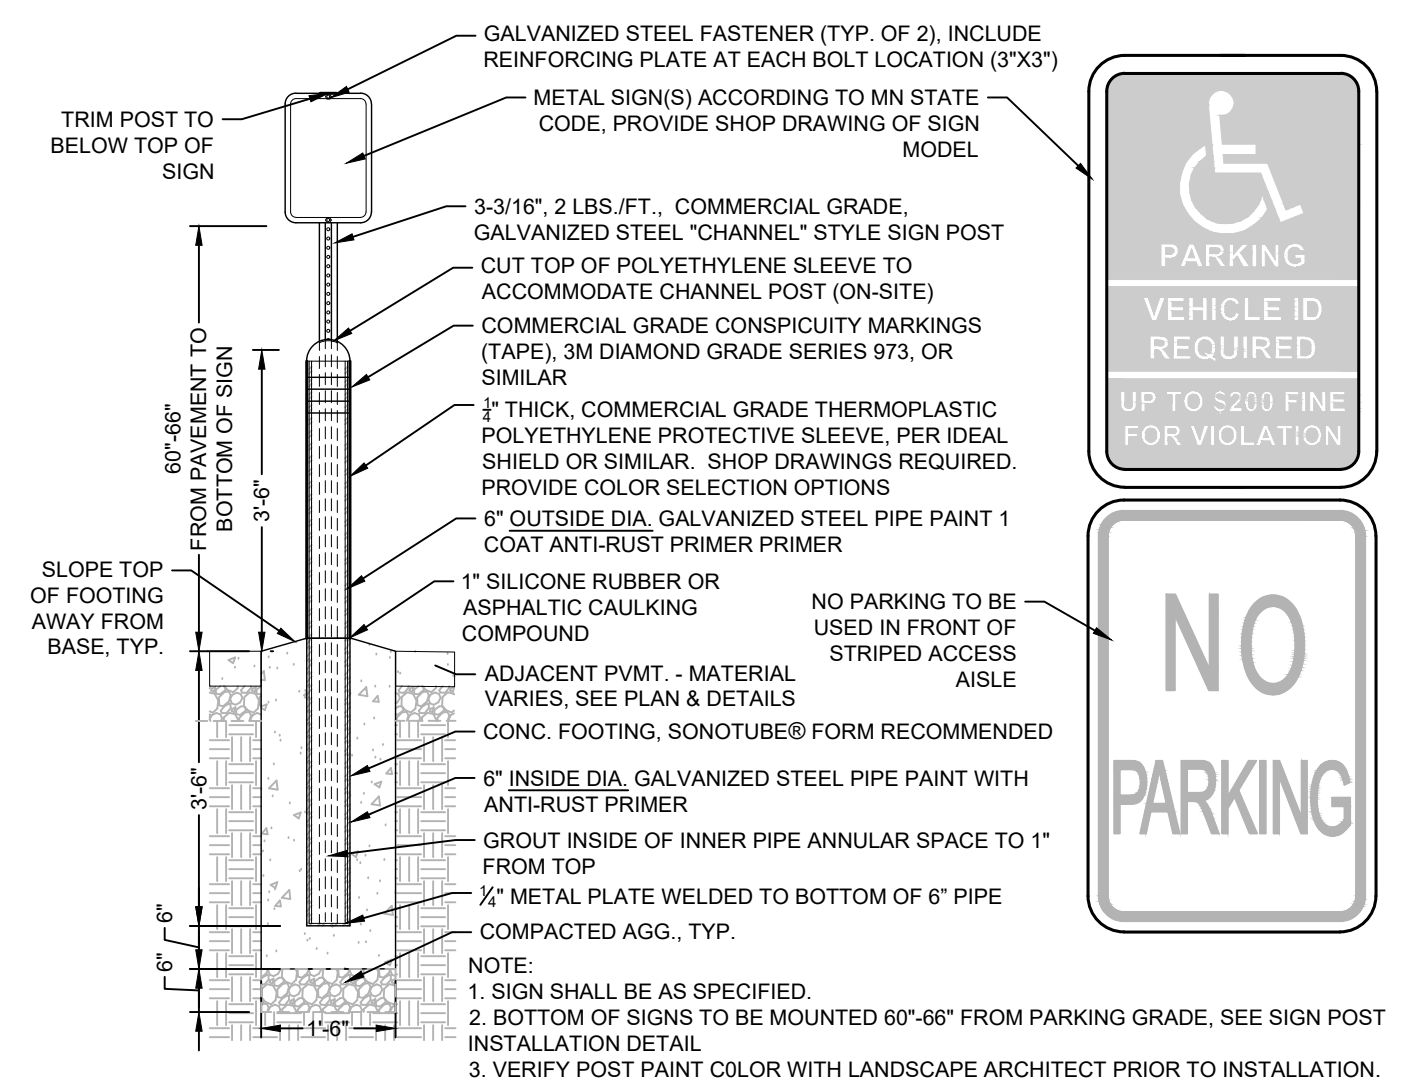 GALVANIZED STEEL FASTENER (TYP. OF 2), INCLUDE
REINFORCING PLATE AT EACH BOLT LOCATION (3"X3")
TRIM POST TO
BELOW TOP OF
SIGN
METAL SIGN(S) ACCORDING TO MN STATE
CODE, PROVIDE SHOP DRAWING OF SIGN
MODEL
3-3/16", 2 LBS./FT., COMMERCIAL GRADE,
GALVANIZED STEEL "CHANNEL" STYLE SIGN POST
CUT TOP OF POLYETHYLENE SLEEVE TO
ACCOMMODATE CHANNEL POST (ON-SITE)
COMMERCIAL GRADE CONSPICUITY MARKINGS
(TAPE), 3M DIAMOND GRADE SERIES 973, OR
SIMILAR
1/4" THICK, COMMERCIAL GRADE THERMOPLASTIC
POLYETHYLENE PROTECTIVE SLEEVE, PER IDEAL
SHIELD OR SIMILAR. SHOP DRAWINGS REQUIRED.
PROVIDE COLOR SELECTION OPTIONS
6" OUTSIDE DIA. GALVANIZED STEEL PIPE PAINT 1
COAT ANTI-RUST PRIMER PRIMER
1" SILICONE RUBBER OR
ASPHALTIC CAULKING
COMPOUND
ADJACENT PVMT. - MATERIAL
VARIES, SEE PLAN & DETAILS
CONC. FOOTING, SONOTUBE® FORM RECOMMENDED
6" INSIDE DIA. GALVANIZED STEEL PIPE PAINT WITH
ANTI-RUST PRIMER
GROUT INSIDE OF INNER PIPE ANNULAR SPACE TO 1"
FROM TOP
1/4" METAL PLATE WELDED TO BOTTOM OF 6” PIPE
COMPACTED AGG., TYP.
60"-66"
FROM PAVEMENT TO
BOTTOM OF SIGN
3'-6"
SLOPE TOP
OF FOOTING
AWAY FROM
BASE, TYP.
3'-6"
6"
6"
1'-6"
PARKING
VEHICLE ID
REQUIRED
UP TO $200 FINE
FOR VIOLATION
NO PARKING TO BE
USED IN FRONT OF
STRIPED ACCESS
AISLE
NO
PARKING
NOTE:
1. SIGN SHALL BE AS SPECIFIED.
2. BOTTOM OF SIGNS TO BE MOUNTED 60"-66" FROM PARKING GRADE, SEE SIGN POST
INSTALLATION DETAIL
3. VERIFY POST PAINT C0LOR WITH LANDSCAPE ARCHITECT PRIOR TO INSTALLATION.